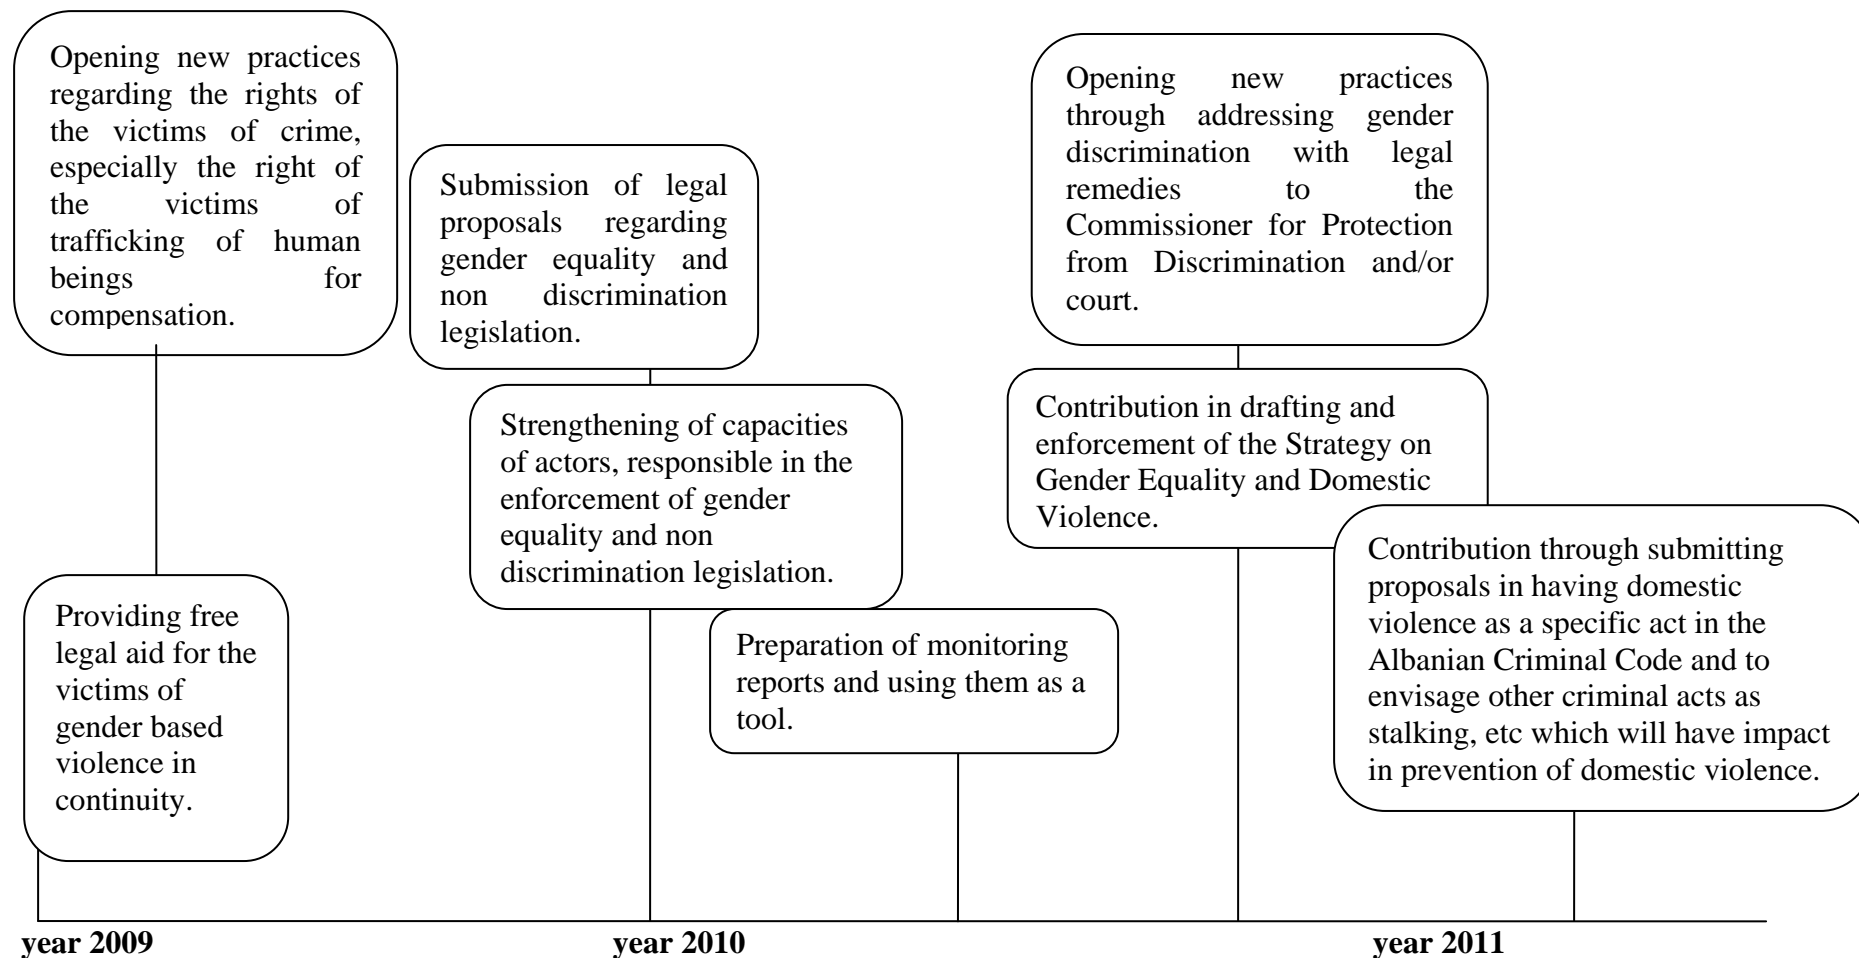 Opening new practices
regarding the rights of
the victims of crime,
especially the right of
the victims of
trafficking of human
beings for
compensation.
Providing free
legal aid for the
victims of
gender based
violence in
continuity.
Submission of legal
proposals regarding
gender equality and
non discrimination
legislation.
Strengthening of capacities
of actors, responsible in the
enforcement of gender
equality and non
discrimination legislation.
Preparation of monitoring
reports and using them as a
tool.
Opening new practices
through addressing gender
discrimination with legal
remedies to the
Commissioner for Protection
from Discrimination and/or
court.
Contribution in drafting and
enforcement of the Strategy on
Gender Equality and Domestic
Violence.
Contribution through submitting
proposals in having domestic
violence as a specific act in the
Albanian Criminal Code and to
envisage other criminal acts as
stalking, etc which will have impact
in prevention of domestic violence.
year 2009
year 2010
year 2011